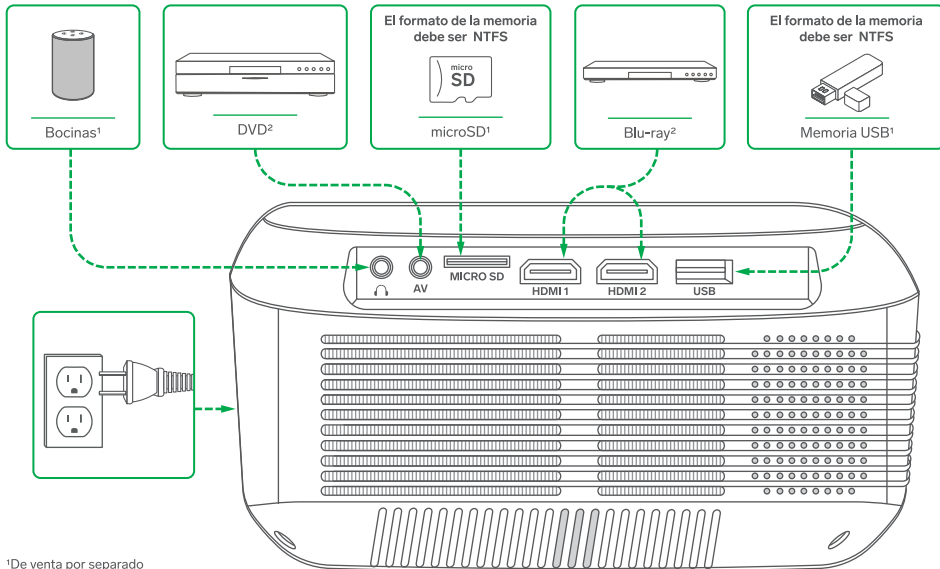 El formato de la memoria
debe ser NTFS
El formato de la memoria
debe ser NTFS
micro
SD
Bocinas¹
DVD²
microSD¹
Blu-ray²
Memoria USB¹
AV
MICRO SD
HDMI 1
HDMI 2
USB
¹De venta por separado